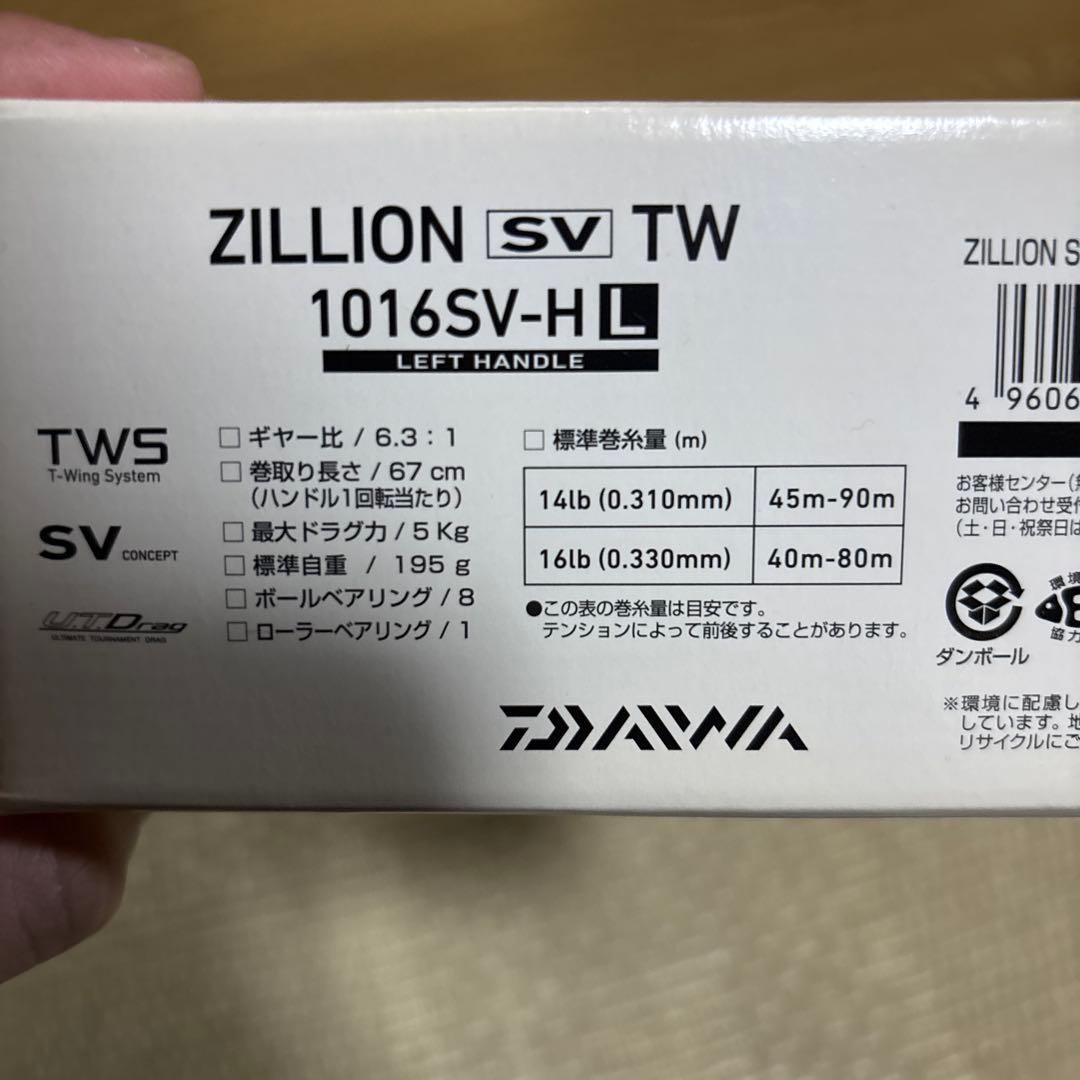 ZILLION SV TW
1016SV-H L
LEFT HANDLE
TWS
T-Wing System
SV CONCEPT
U.T.Drag
ULTIMATE TOURNAMENT DRAG
□ ギヤー比 / 6.3 : 1
□ 巻取り長さ / 67 cm
(ハンドル1回転当たり)
□ 最大ドラグ力 / 5 Kg
□ 標準自重 / 195 g
□ ボールベアリング / 8
□ ローラーベアリング / 1
□ 標準巻糸量 (m)
14lb (0.310mm) 45m-90m
16lb (0.330mm) 40m-80m
●この表の巻糸量は目安です。
テンションによって前後することがあります。
DAIWA
ZILLION S
4 9606
お客様センター(
お問い合わせ受付
(土・日・祝祭日は
ダンボール
環境
協力
※環境に配慮し
しています。地
リサイクルにご